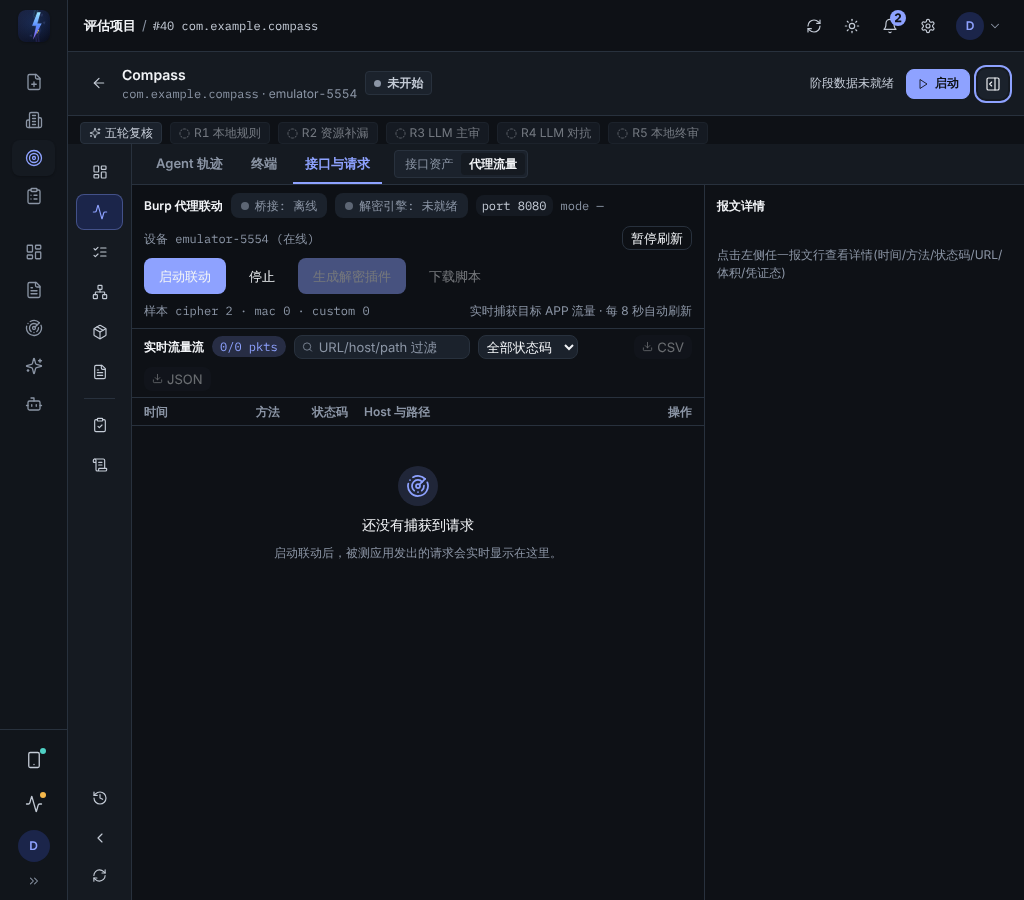 评估项目 / #40 com.example.compass
2
D
Compass
com.example.compass · emulator-5554
未开始
阶段数据未就绪
启动
五轮复核
R1 本地规则
R2 资源补漏
R3 LLM 主审
R4 LLM 对抗
R5 本地终审
Agent 轨迹
终端
接口与请求
接口资产
代理流量
Burp 代理联动
桥接: 离线
解密引擎: 未就绪
port 8080
mode —
设备 emulator-5554 (在线)
暂停刷新
启动联动
停止
生成解密插件
下载脚本
样本 cipher 2 · mac 0 · custom 0
实时捕获目标 APP 流量 · 每 8 秒自动刷新
实时流量流
0/0 pkts
URL/host/path 过滤
全部状态码
CSV
JSON
时间 方法 状态码 Host 与路径 操作
还没有捕获到请求
启动联动后，被测应用发出的请求会实时显示在这里。
报文详情
点击左侧任一报文行查看详情(时间/方法/状态码/URL/
体积/凭证态)
D